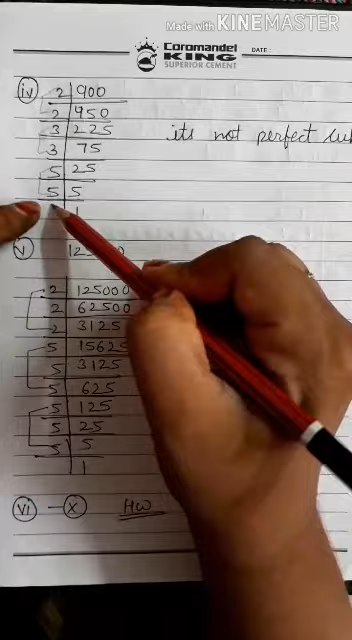 Made with KINEMASTER
Coromandel
KING
SUPERIOR CEMENT
DATE :
iv 2 900
2 450
3 225
3 75
5 25
5 5
1
its not perfect
v
2 125000
2 62500
2 3125
5 15625
5 3125
5 625
5 125
5 25
5 5
1
vi - x HW